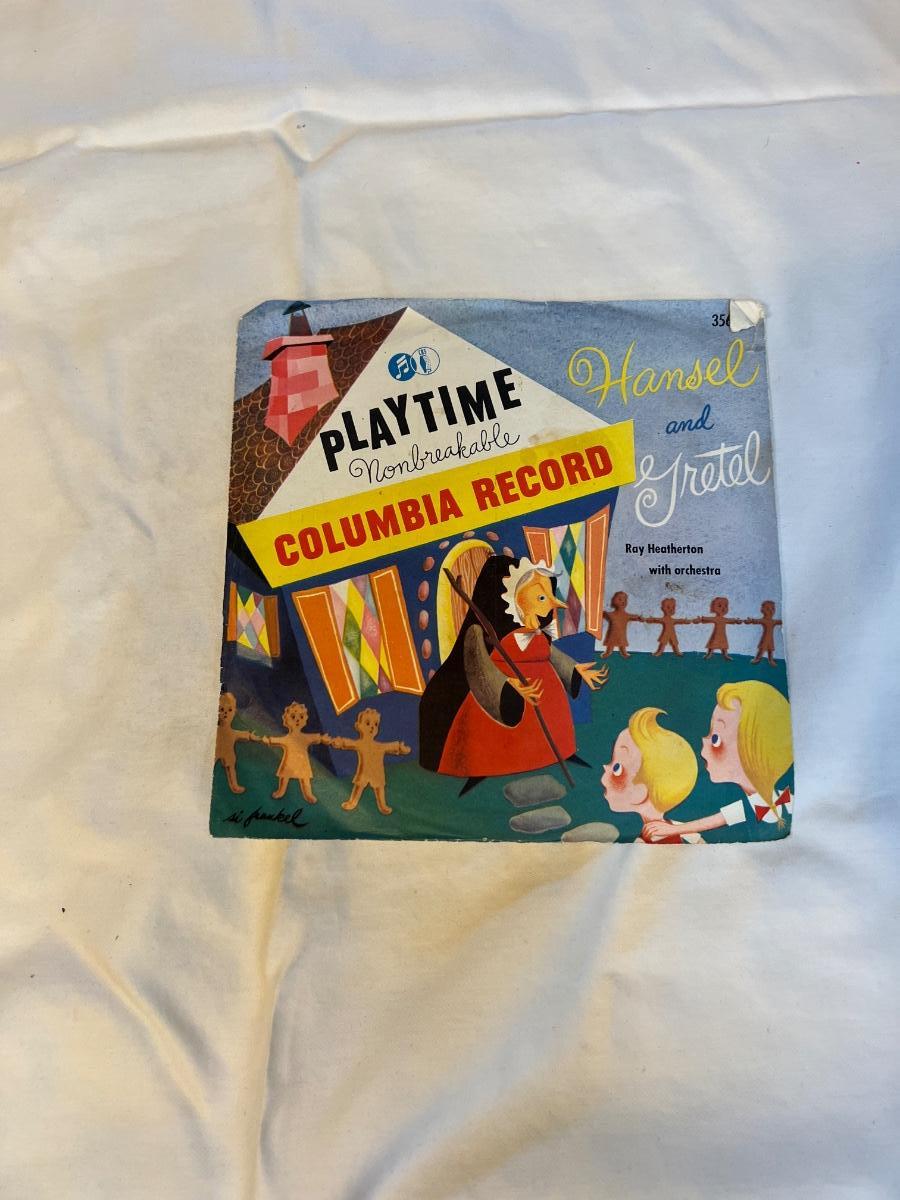 PLAYTIME
Nonbreakable
COLUMBIA RECORD
Hansel
and
Gretel
Ray Heatherton
with orchestra
si frankel